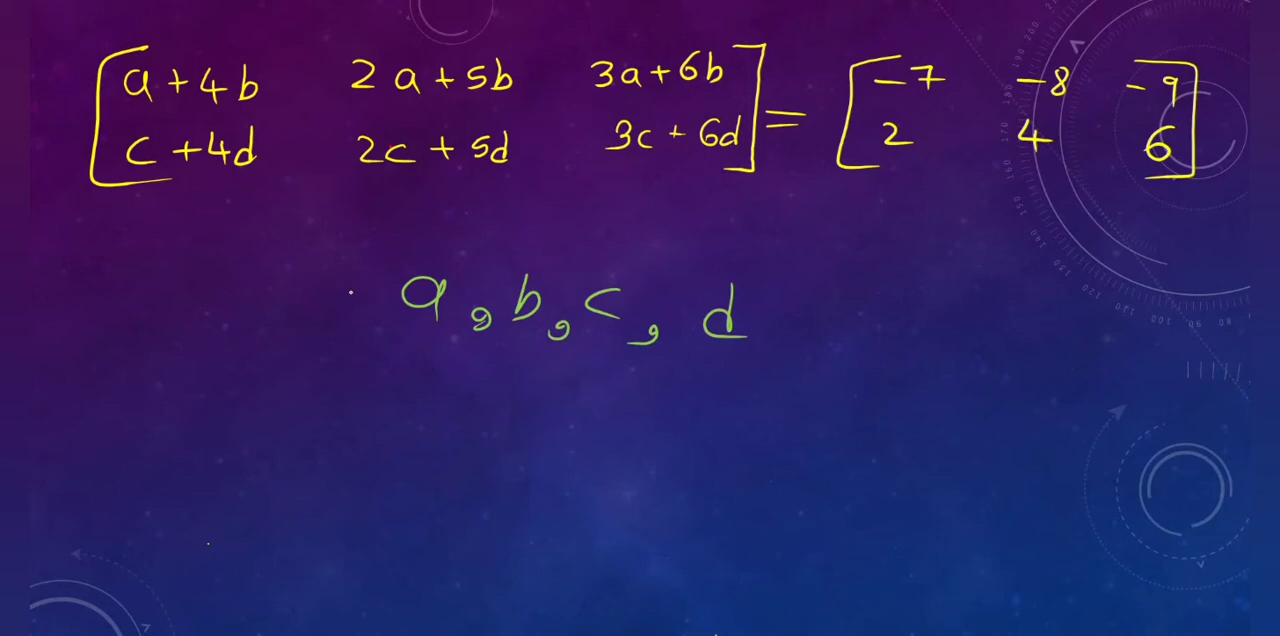 [a+4b 2a+5b 3a+6b] = [-7 -8 -9]
[c+4d 2c+5d 3c+6d] [2 4 6]
a, b, c, d